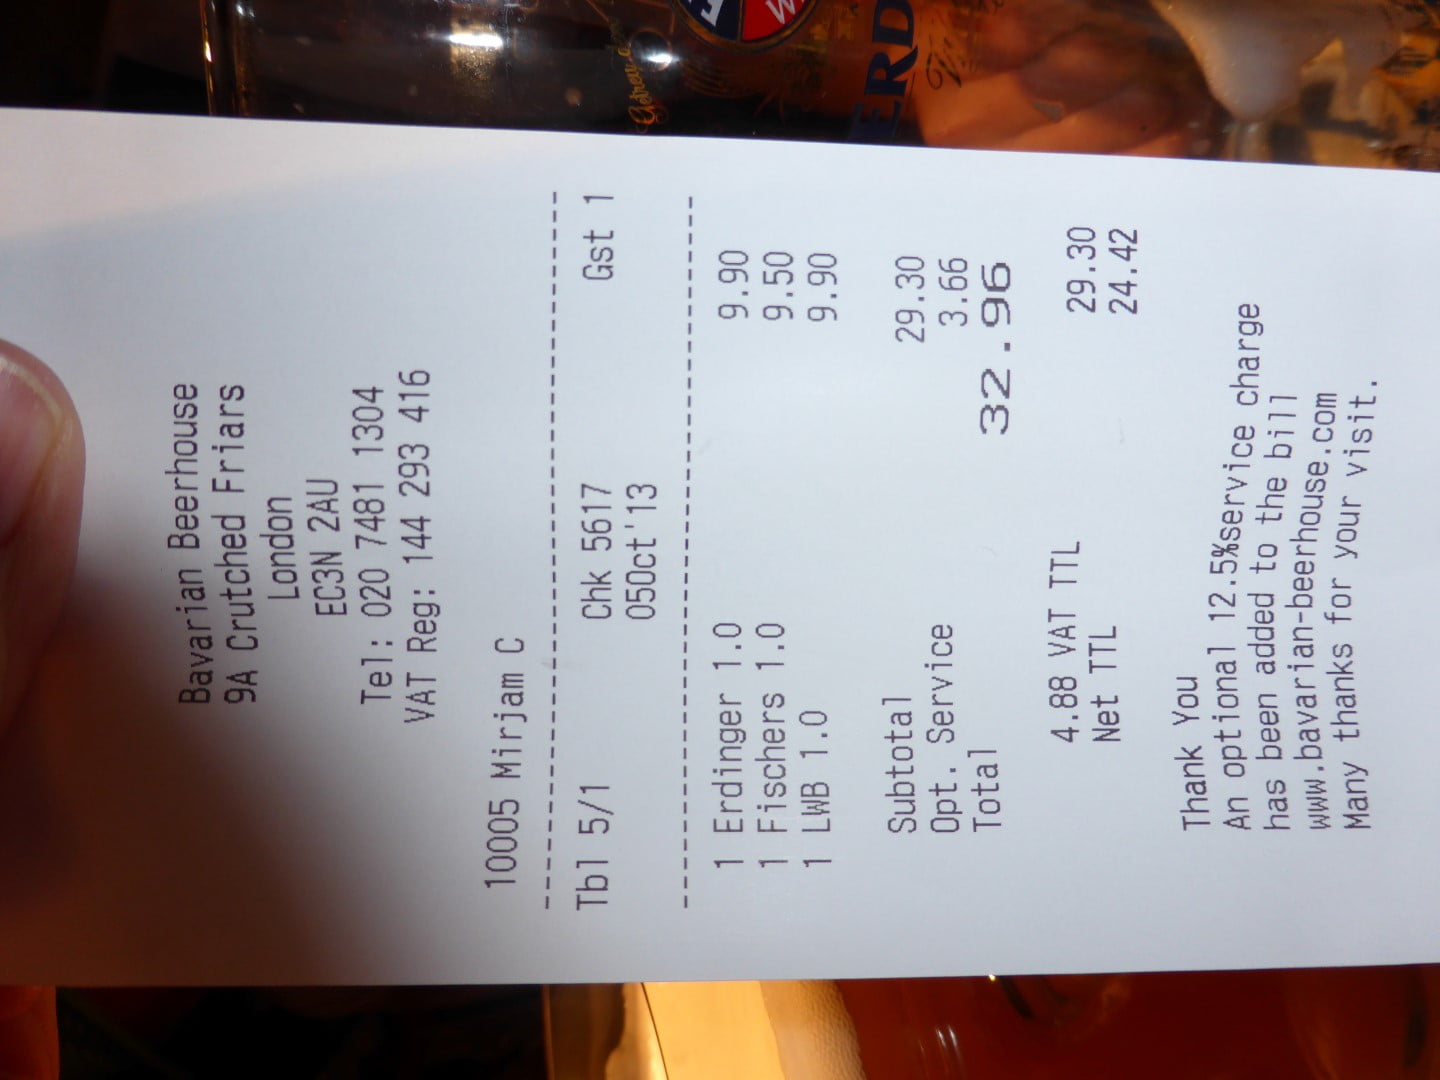 Bavarian Beerhouse
9A Crutched Friars
London
EC3N 2AU
Tel: 020 7481 1304
VAT Reg: 144 293 416
10005 Mirjam C
Tbl 5/1 Chk 5617 Gst 1
05Oct'13
1 Erdinger 1.0 9.90
1 Fischers 1.0 9.50
1 LWB 1.0 9.90
Subtotal 29.30
Opt. Service 3.66
Total 32.96
4.88 VAT TTL 29.30
Net TTL 24.42
Thank You
An optional 12.5%service charge
has been added to the bill
www.bavarian-beerhouse.com
Many thanks for your visit.
ERD